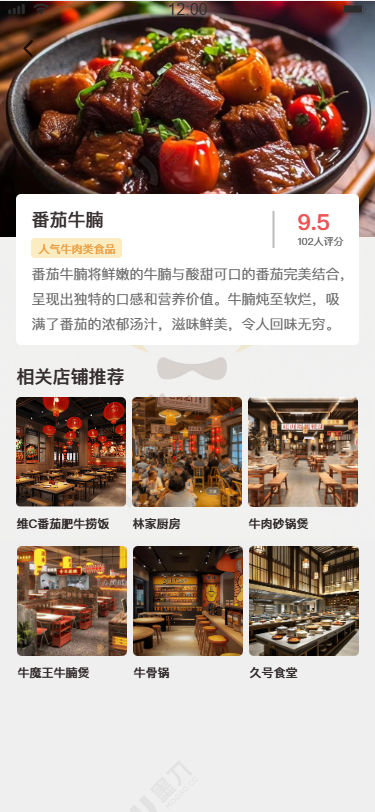 12:00
番茄牛腩
9.5
人气牛肉类食品
102人评分
番茄牛腩将鲜嫩的牛腩与酸甜可口的番茄完美结合，
呈现出独特的口感和营养价值。牛腩炖至软烂，吸
满了番茄的浓郁汤汁，滋味鲜美，令人回味无穷。
相关店铺推荐
维C番茄肥牛捞饭
林家厨房
牛肉砂锅煲
牛魔王牛腩煲
牛骨锅
久号食堂
墨刀